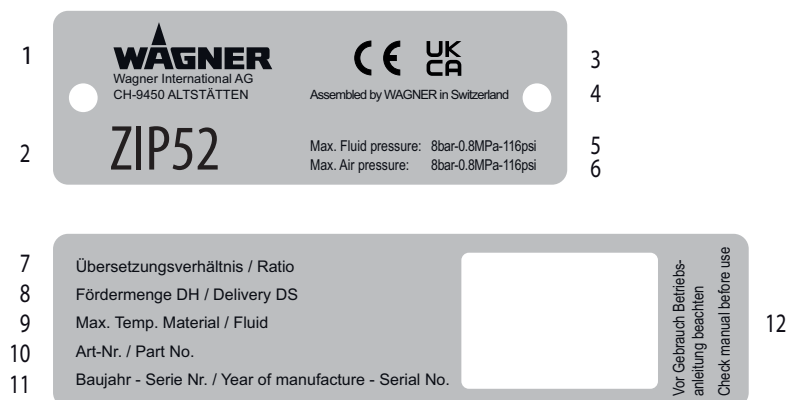 1
WAGNER
Wagner International AG
CH-9450 ALTSTÄTTEN
CE UKCA
3
Assembled by WAGNER in Switzerland
4
2
ZIP52
Max. Fluid pressure: 8bar-0.8MPa-116psi
5
Max. Air pressure: 8bar-0.8MPa-116psi
6
7
Übersetzungsverhältnis / Ratio
8
Fördermenge DH / Delivery DS
9
Max. Temp. Material / Fluid
10
Art-Nr. / Part No.
11
Baujahr - Serie Nr. / Year of manufacture - Serial No.
Vor Gebrauch Betriebs-
anleitung beachten
Check manual before use
12